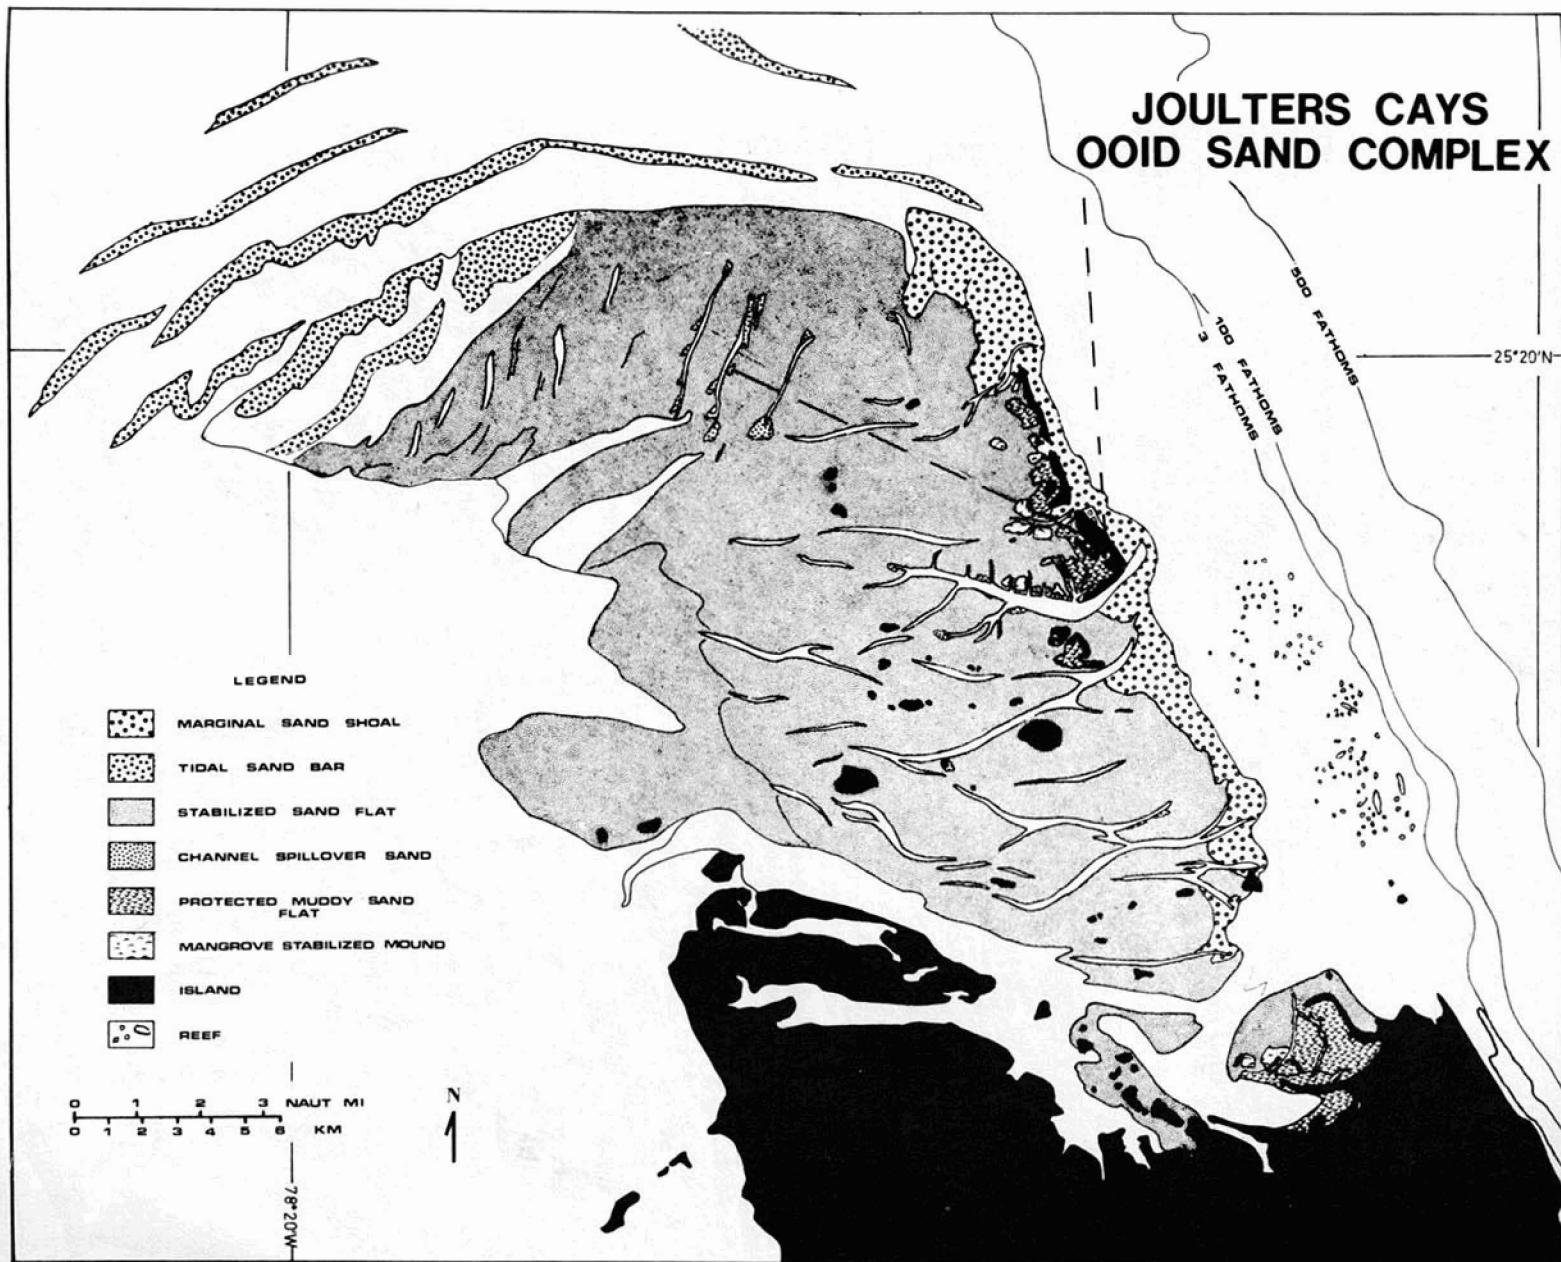 JOULTERS CAYS
OOID SAND COMPLEX
500 FATHOMS
100 FATHOMS
3 FATHOMS
25°20'N
LEGEND
MARGINAL SAND SHOAL
TIDAL SAND BAR
STABILIZED SAND FLAT
CHANNEL SPILLOVER SAND
PROTECTED MUDDY SAND
FLAT
MANGROVE STABILIZED MOUND
ISLAND
REEF
0 1 2 3 NAUT MI
0 1 2 3 4 5 6 KM
N
78°20'W